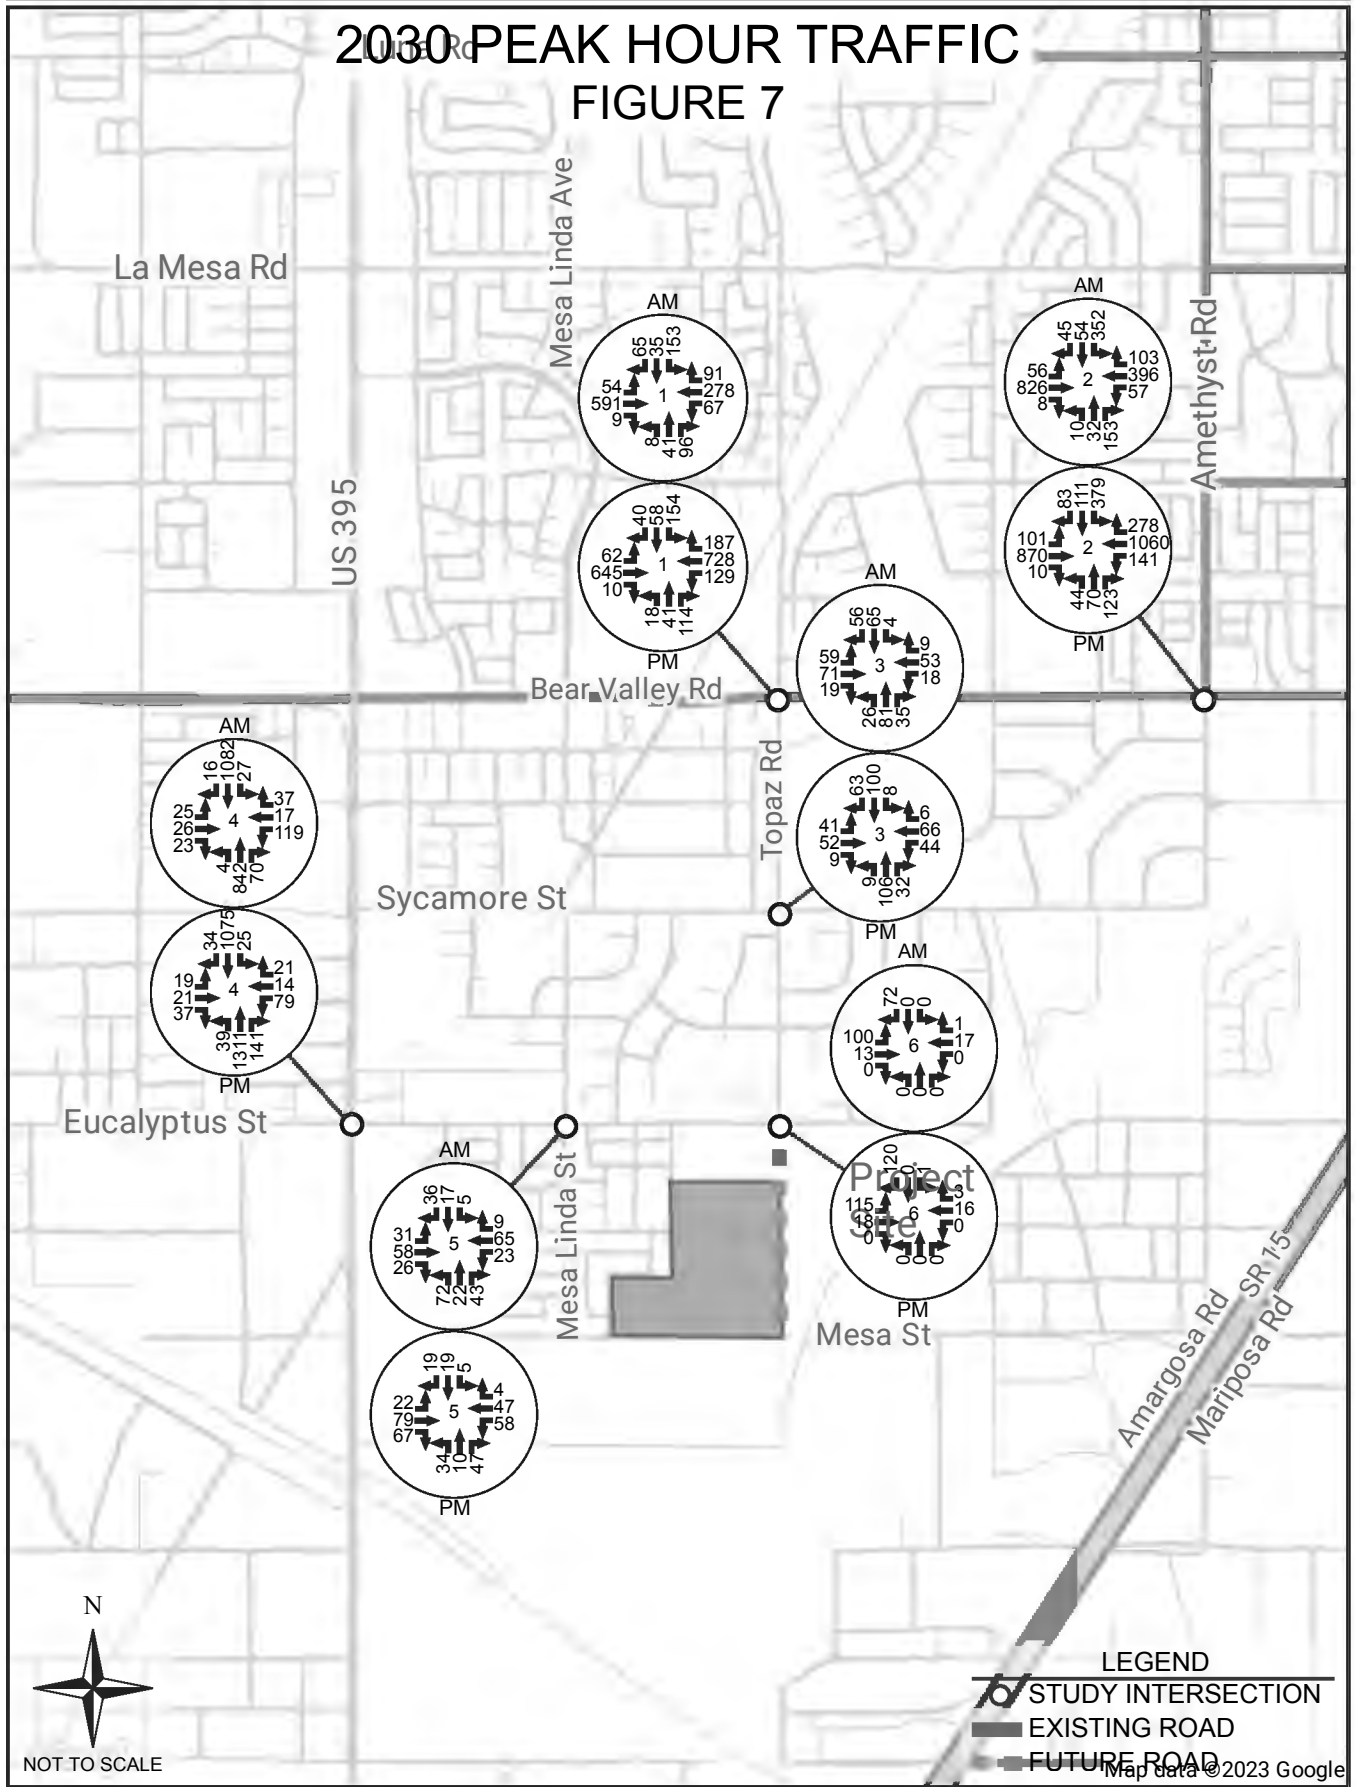 2030 PEAK HOUR TRAFFIC
Luna Rd
FIGURE 7
Mesa Linda Ave
La Mesa Rd
US 395
Amethyst Rd
AM
65 35 153
54 591 9
1
91 278 67
8 41 96
40 58 154
62 645 10
1
187 728 129
18 41 114
PM
AM
45 54 352
56 826 8
2
103 396 57
10 32 153
83 111 379
101 870 10
2
278 1060 141
44 70 123
PM
Bear Valley Rd
AM
56 65 4
59 71 19
3
9 53 18
26 81 35
63 100 8
41 52 9
3
6 66 44
9 106 32
PM
Topaz Rd
AM
16 1082 27
25 26 23
4
37 17 119
4 842 70
34 1075 25
19 21 37
4
21 14 79
39 1311 141
PM
Sycamore St
Eucalyptus St
AM
72 0 0
100 13 0
6
1 17 0
0 0 0
120 0 1
115 18 0
6
3 16 0
0 0 0
PM
Project
Site
AM
36 17 5
31 58 26
5
9 65 23
72 22 43
19 19 5
22 79 67
5
4 47 58
34 10 47
PM
Mesa Linda St
Mesa St
SR 15
Amargosa Rd
Mariposa Rd
N
NOT TO SCALE
LEGEND
STUDY INTERSECTION
EXISTING ROAD
FUTURE ROAD
Map data ©2023 Google